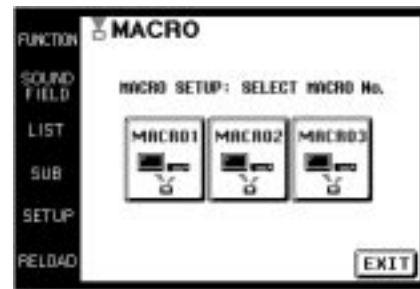 FUNCTION
SOUND FIELD
LIST
SUB
SETUP
RELOAD
MACRO
MACRO SETUP: SELECT MACRO No.
MACRO1 MACRO2 MACRO3
EXIT